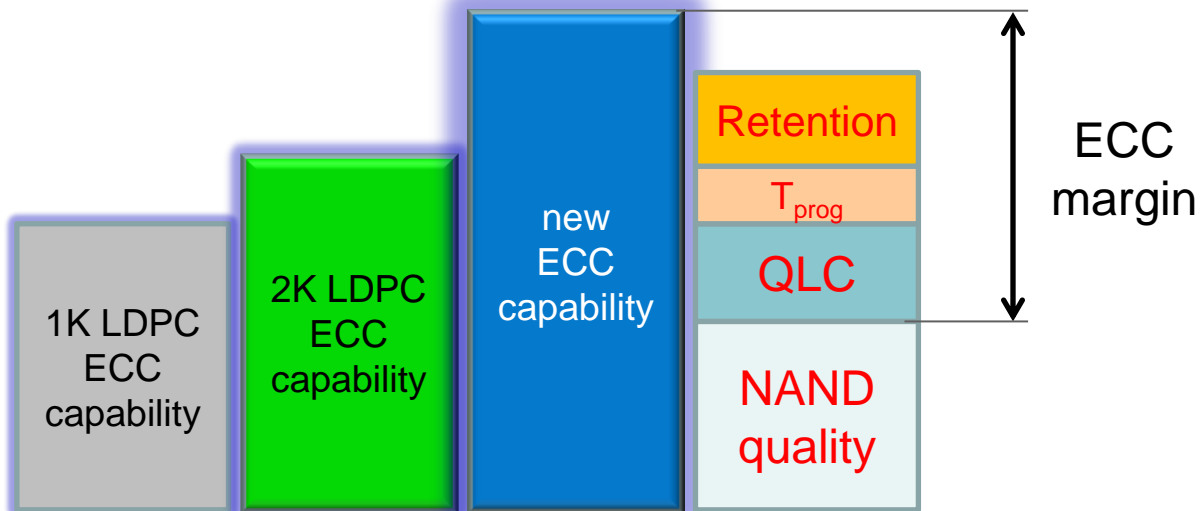 1K LDPC
ECC
capability
2K LDPC
ECC
capability
new
ECC
capability
Retention
Tprog
QLC
NAND
quality
ECC
margin